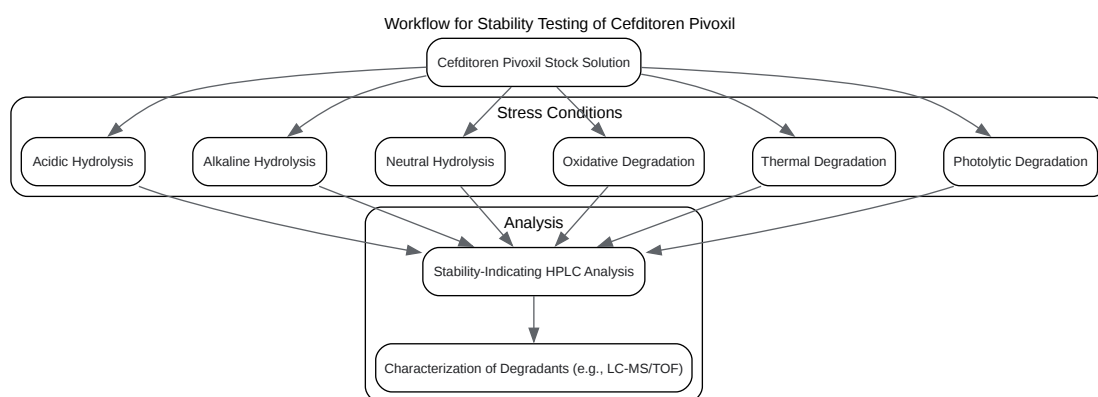 Workflow for Stability Testing of Cefditoren Pivoxil
Cefditoren Pivoxil Stock Solution
Stress Conditions
Acidic Hydrolysis
Alkaline Hydrolysis
Neutral Hydrolysis
Oxidative Degradation
Thermal Degradation
Photolytic Degradation
Analysis
Stability-Indicating HPLC Analysis
Characterization of Degradants (e.g., LC-MS/TOF)